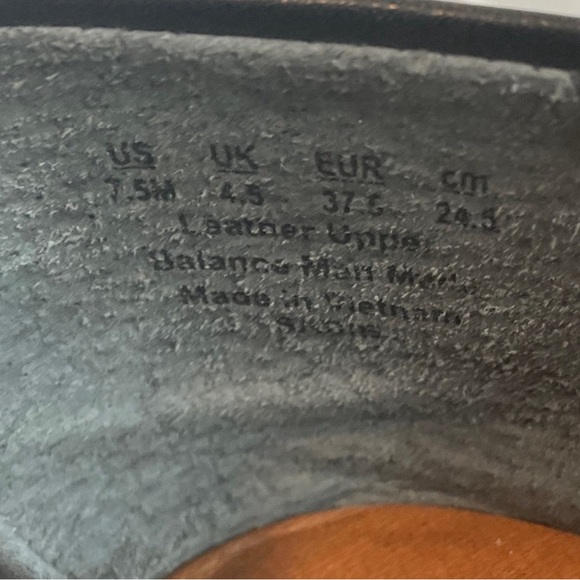 US UK EUR cm
7.5M 4.5 37.5 24.5
Leather Upper
Balance Man Made
Made in Vietnam